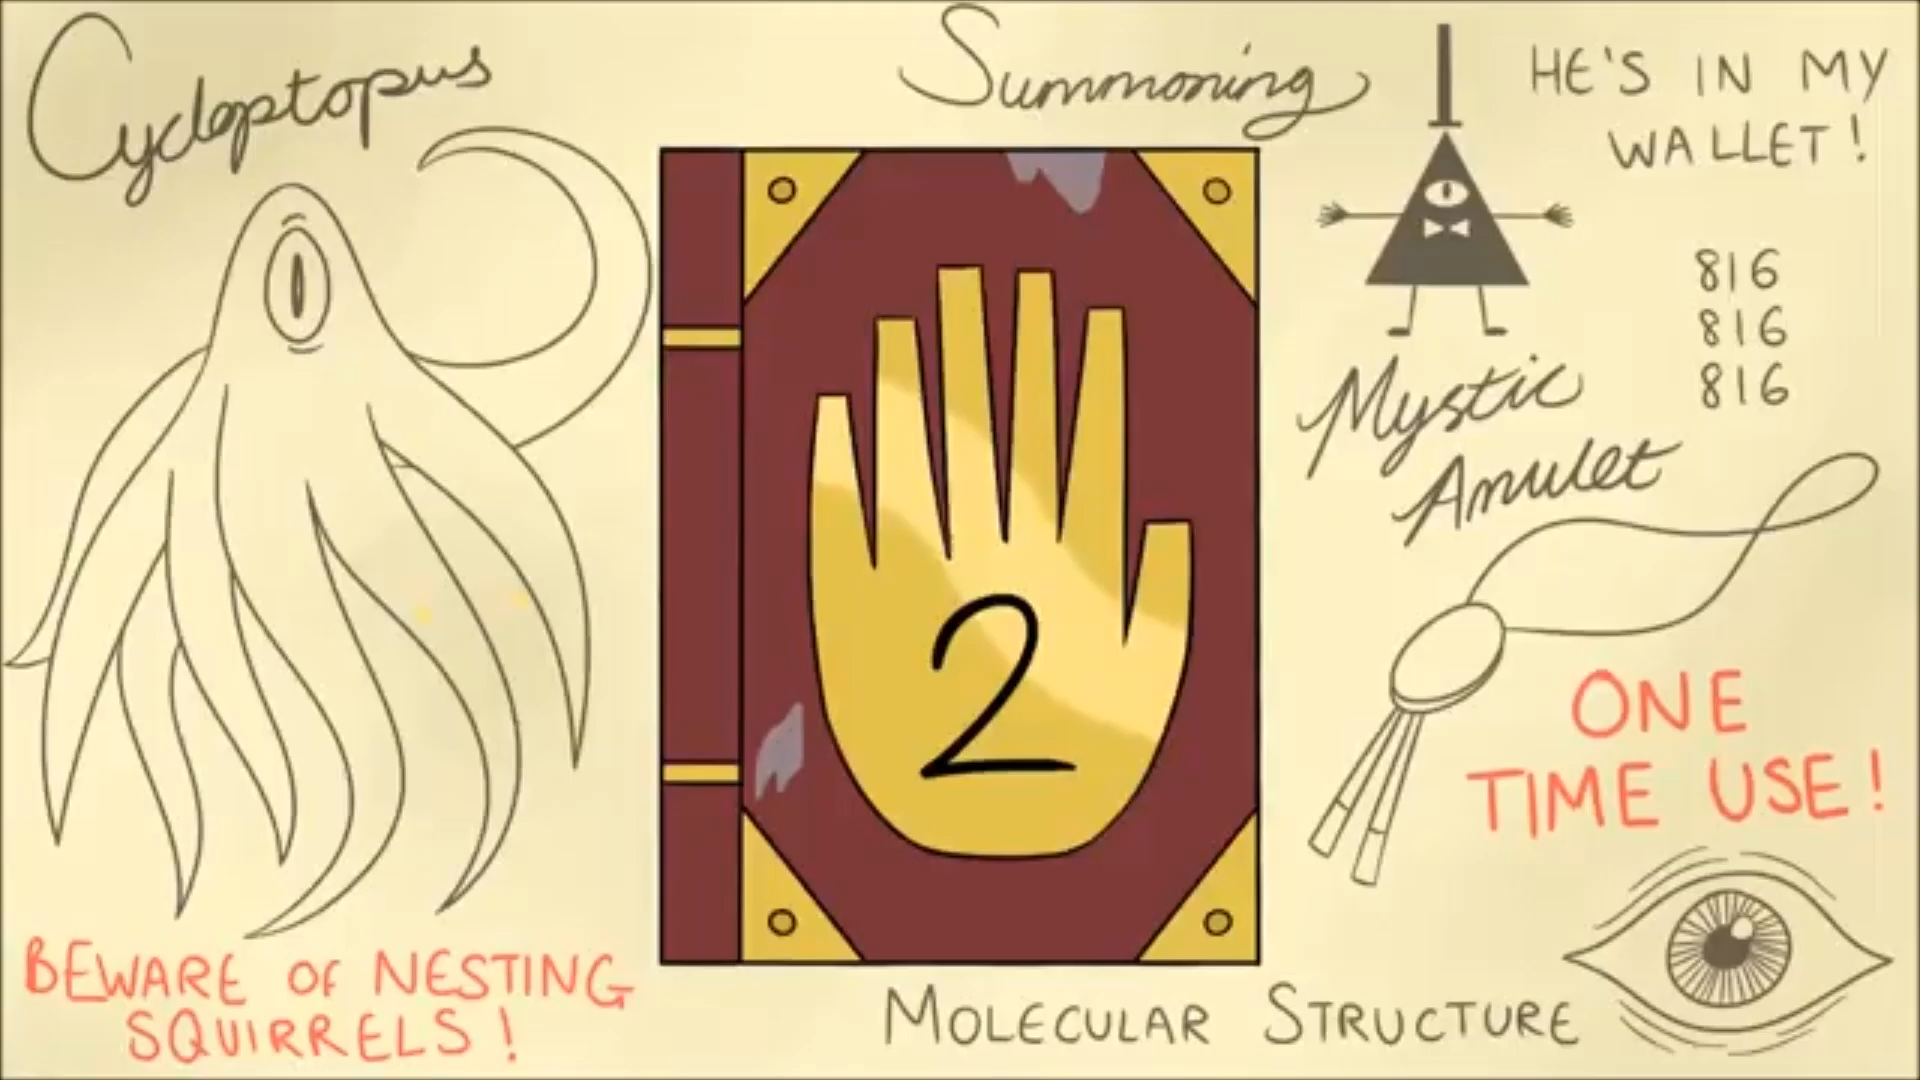 Cycloptopus
BEWARE OF NESTING
SQUIRRELS!
Summoning
2
MOLECULAR STRUCTURE
HE'S IN MY
WALLET!
816
816
816
Mystic
Amulet
ONE
TIME USE!